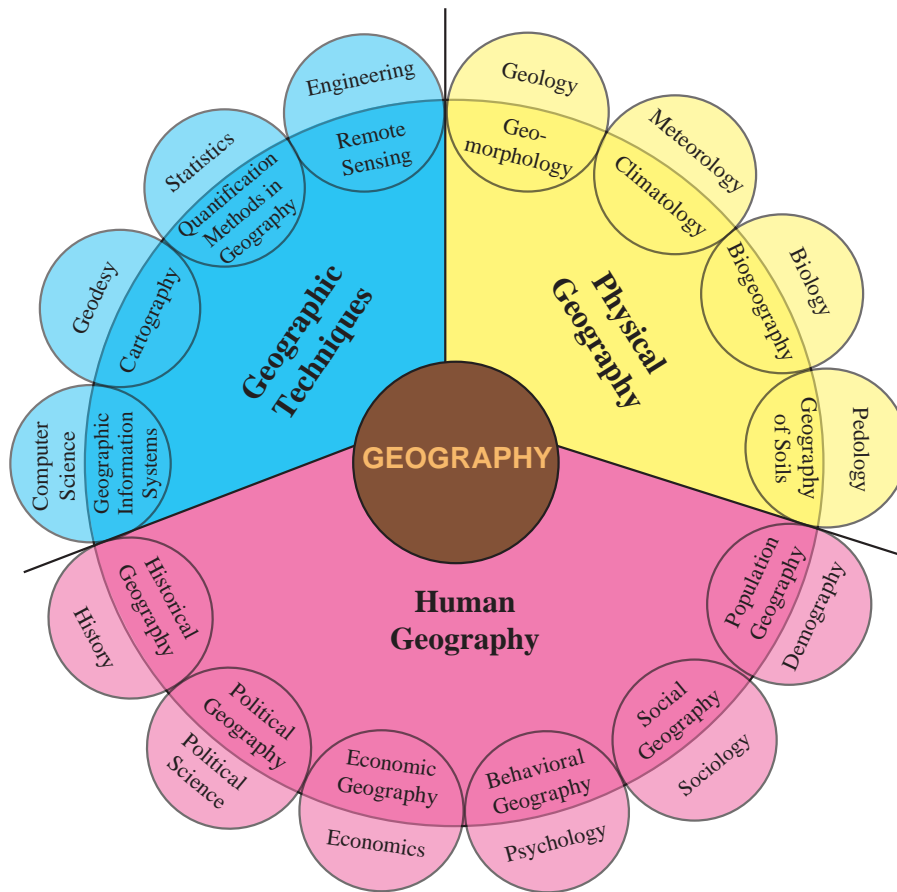 Engineering
Remote
Sensing
Statistics
Quantification
Methods in
Geography
Geodesy
Cartography
Computer
Science
Geographic
Information
Systems
Geographic
Techniques
Geology
Geo-
morphology
Meteorology
Climatology
Biology
Biogeography
Pedology
Geography
of Soils
Physical
Geography
GEOGRAPHY
Human
Geography
Historical
Geography
History
Political
Geography
Political
Science
Economic
Geography
Economics
Behavioral
Geography
Psychology
Social
Geography
Sociology
Population
Geography
Demography